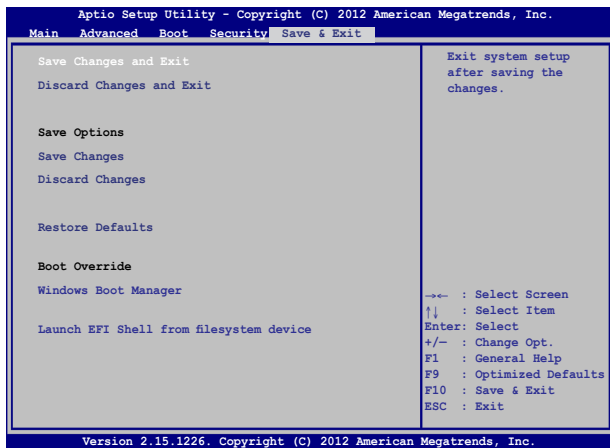 Aptio Setup Utility - Copyright (C) 2012 American Megatrends, Inc.
Main Advanced Boot Security Save & Exit
Save Changes and Exit
Discard Changes and Exit
Save Options
Save Changes
Discard Changes
Restore Defaults
Boot Override
Windows Boot Manager
Launch EFI Shell from filesystem device
Exit system setup
after saving the
changes.
→← : Select Screen
↑↓ : Select Item
Enter: Select
+/— : Change Opt.
F1 : General Help
F9 : Optimized Defaults
F10 : Save & Exit
ESC : Exit
Version 2.15.1226. Copyright (C) 2012 American Megatrends, Inc.